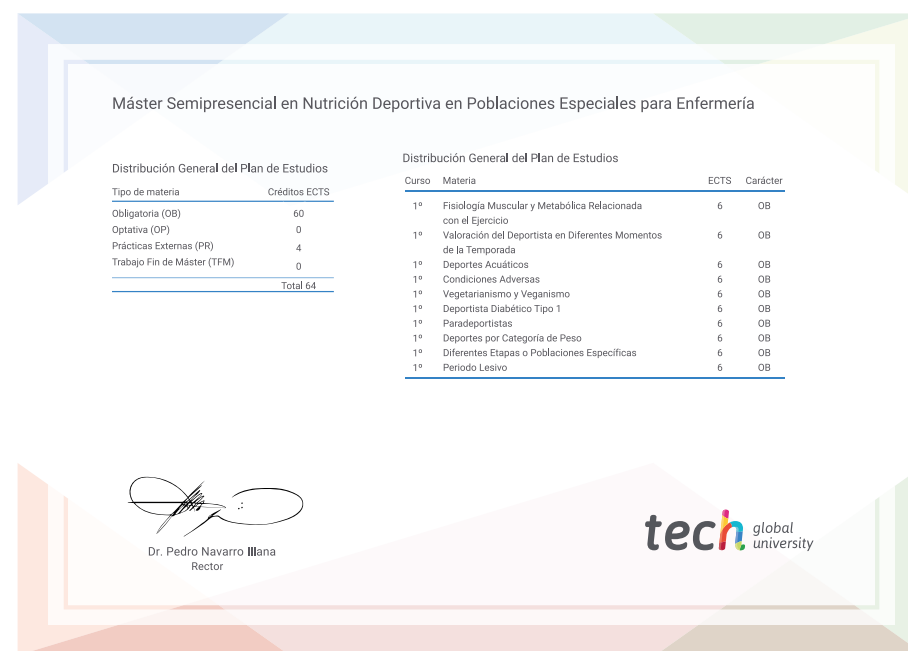 Máster Semipresencial en Nutrición Deportiva en Poblaciones Especiales para Enfermería
Distribución General del Plan de Estudios
Tipo de materia Créditos ECTS
Obligatoria (OB) 60
Optativa (OP) 0
Prácticas Externas (PR) 4
Trabajo Fin de Máster (TFM) 0
Total 64
Distribución General del Plan de Estudios
Curso Materia ECTS Carácter
1º Fisiología Muscular y Metabólica Relacionada 6 OB
con el Ejercicio
1º Valoración del Deportista en Diferentes Momentos 6 OB
de la Temporada
1º Deportes Acuáticos 6 OB
1º Condiciones Adversas 6 OB
1º Vegetarianismo y Veganismo 6 OB
1º Deportista Diabético Tipo 1 6 OB
1º Paradeportistas 6 OB
1º Deportes por Categoría de Peso 6 OB
1º Diferentes Etapas o Poblaciones Específicas 6 OB
1º Periodo Lesivo 6 OB
Dr. Pedro Navarro Illana
Rector
tech global
university